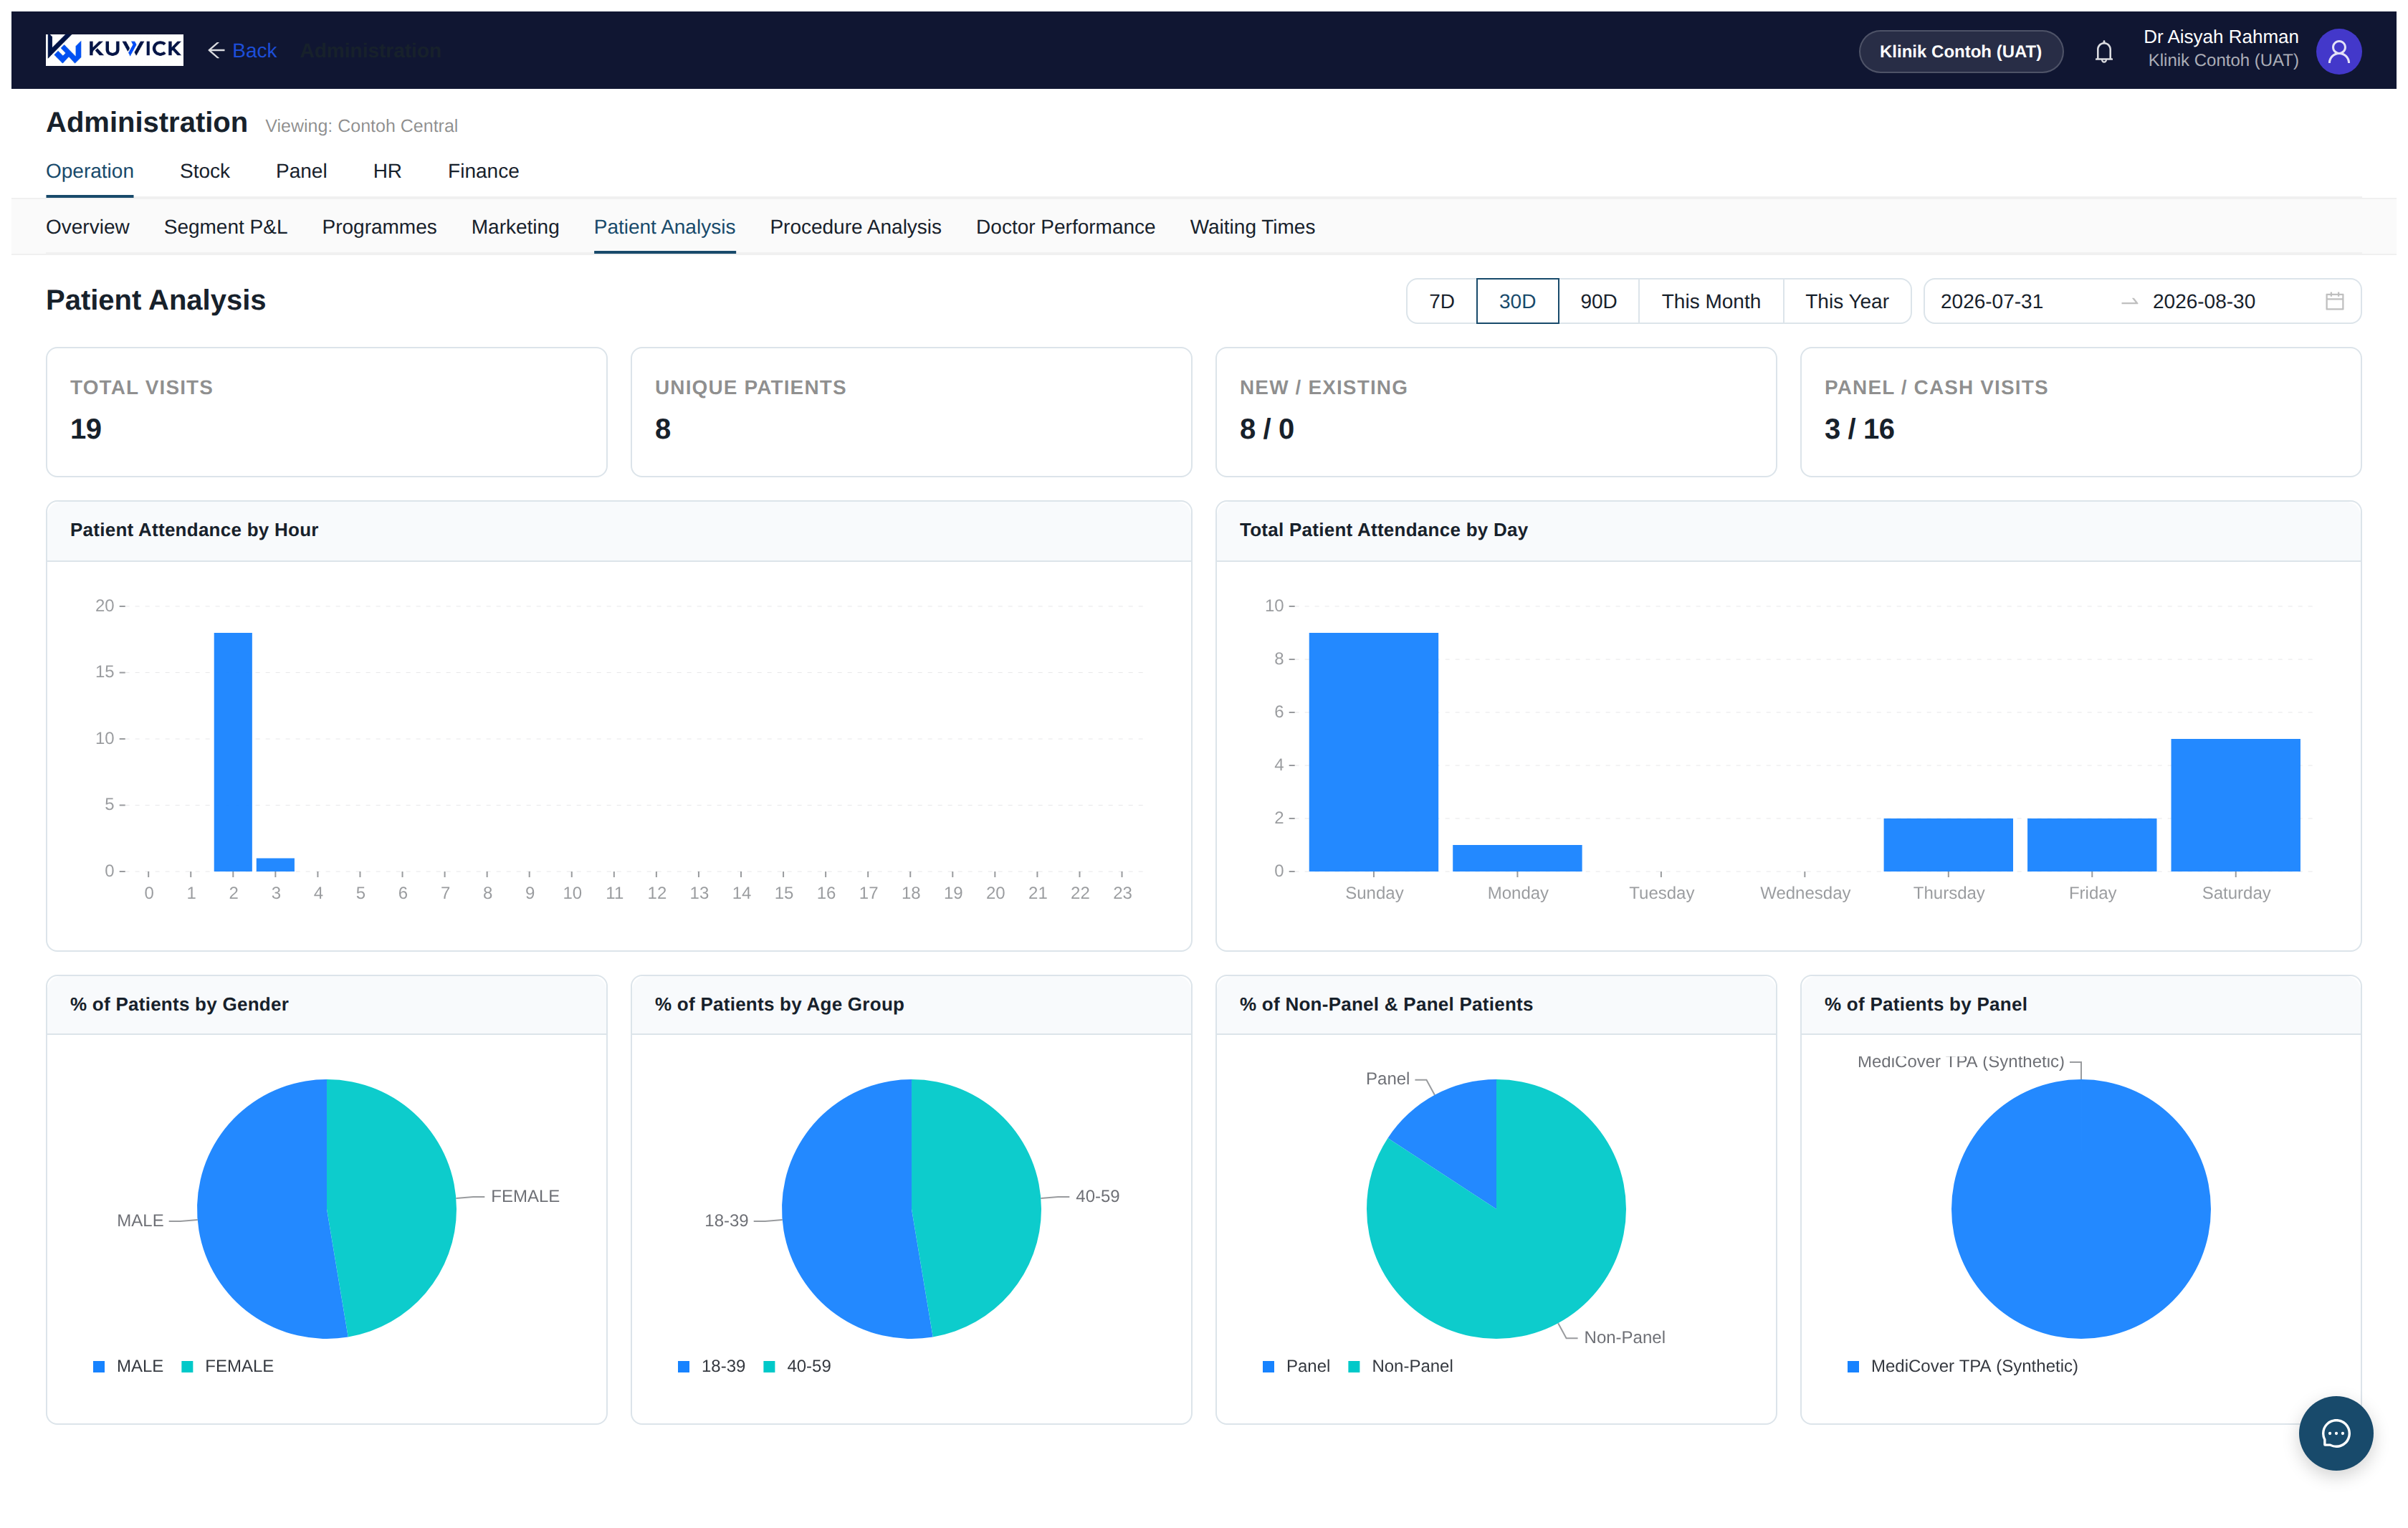 KUWICK
Back
Administration
Klinik Contoh (UAT)
Dr Aisyah Rahman
Klinik Contoh (UAT)
Administration
Viewing: Contoh Central
Operation
Stock
Panel
HR
Finance
Overview
Segment P&L
Programmes
Marketing
Patient Analysis
Procedure Analysis
Doctor Performance
Waiting Times
Patient Analysis
7D
30D
90D
This Month
This Year
2026-07-31
2026-08-30
TOTAL VISITS
19
UNIQUE PATIENTS
8
NEW / EXISTING
8 / 0
PANEL / CASH VISITS
3 / 16
Patient Attendance by Hour
20
15
10
5
0
0 1 2 3 4 5 6 7 8 9 10 11 12 13 14 15 16 17 18 19 20 21 22 23
Total Patient Attendance by Day
10
8
6
4
2
0
Sunday Monday Tuesday Wednesday Thursday Friday Saturday
% of Patients by Gender
FEMALE
MALE
MALE FEMALE
% of Patients by Age Group
40-59
18-39
18-39 40-59
% of Non-Panel & Panel Patients
Panel
Non-Panel
Panel Non-Panel
% of Patients by Panel
MediCover TPA (Synthetic)
MediCover TPA (Synthetic)